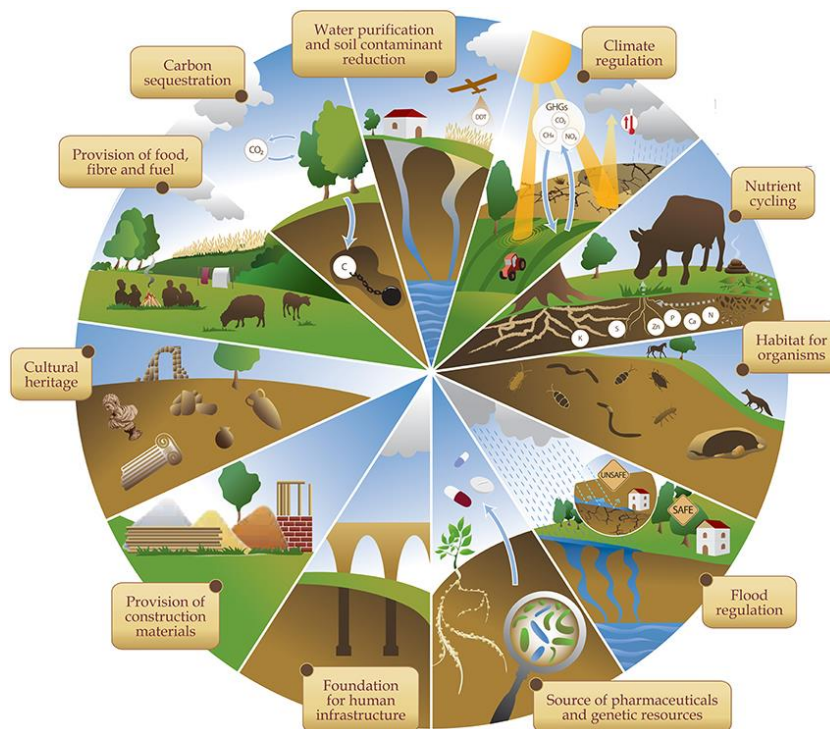 Water purification
and soil contaminant
reduction
Climate
regulation
Carbon
sequestration
DDT
GHGs
CO₂
CH₄
NOₓ
CO₂
Provision of food,
fibre and fuel
Nutrient
cycling
C
K
S
Zn
P
Ca
N
Habitat for
organisms
Cultural
heritage
UNSAFE
SAFE
Provision of
construction
materials
Flood
regulation
Foundation
for human
infrastructure
Source of pharmaceuticals
and genetic resources